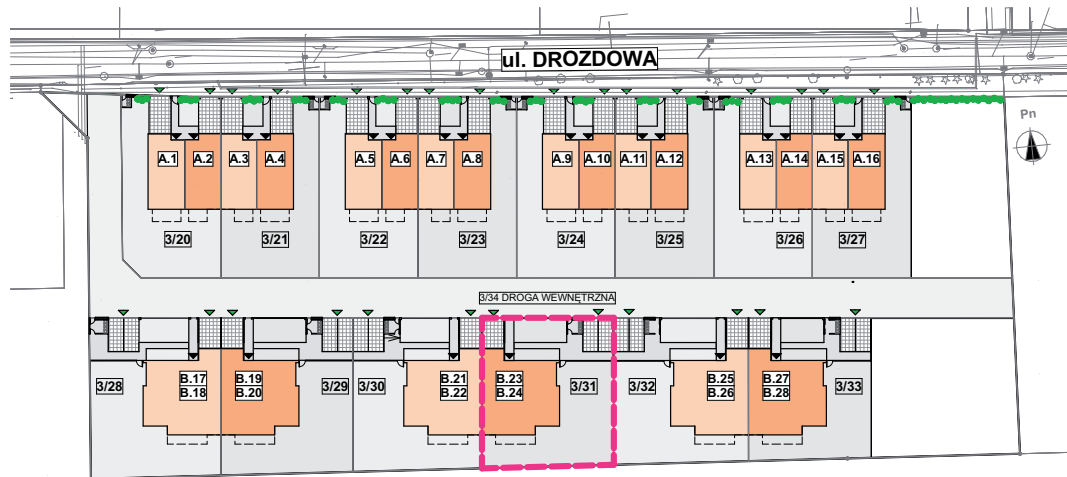 ul. DROZDOWA
Pn
A.1 A.2 A.3 A.4 A.5 A.6 A.7 A.8 A.9 A.10 A.11 A.12 A.13 A.14 A.15 A.16
3/20 3/21 3/22 3/23 3/24 3/25 3/26 3/27
3/34 DROGA WEWNĘTRZNA
3/28 B.17 B.19 3/29 3/30 B.21 B.23 3/31 3/32 B.25 B.27 3/33
B.18 B.20 B.22 B.24 B.26 B.28